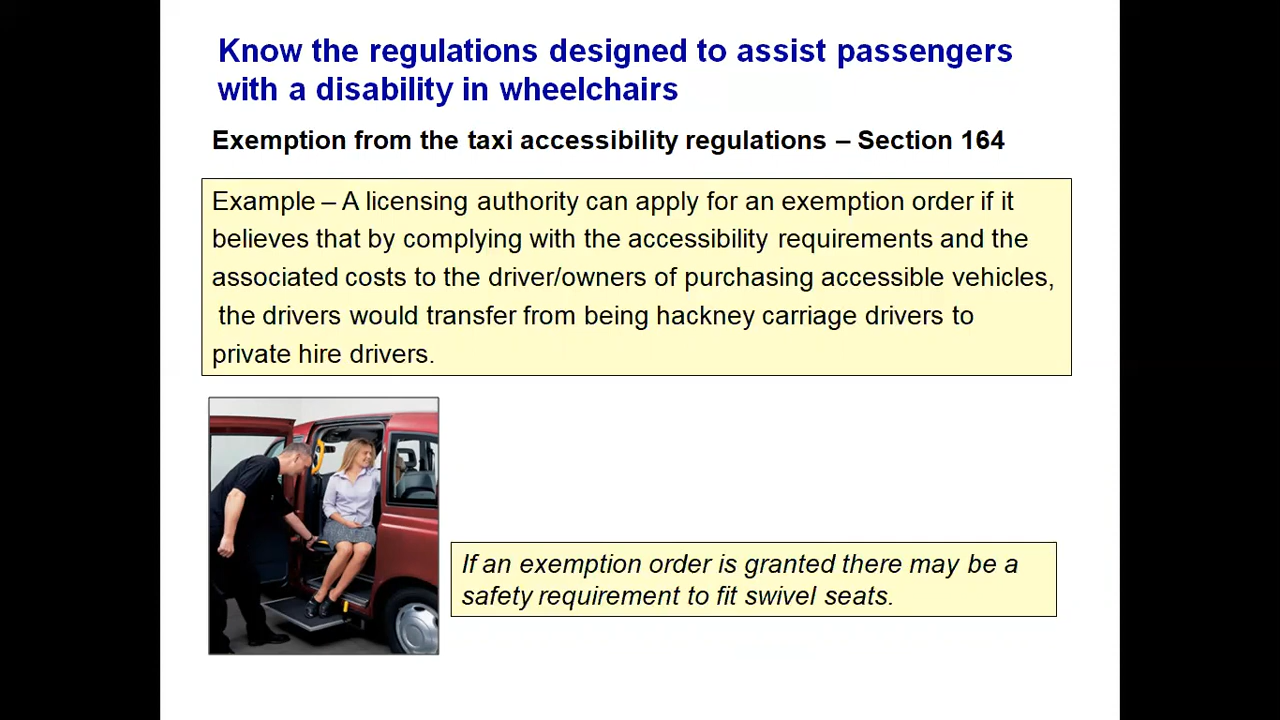 Know the regulations designed to assist passengers
with a disability in wheelchairs
Exemption from the taxi accessibility regulations – Section 164
Example – A licensing authority can apply for an exemption order if it
believes that by complying with the accessibility requirements and the
associated costs to the driver/owners of purchasing accessible vehicles,
the drivers would transfer from being hackney carriage drivers to
private hire drivers.
If an exemption order is granted there may be a
safety requirement to fit swivel seats.